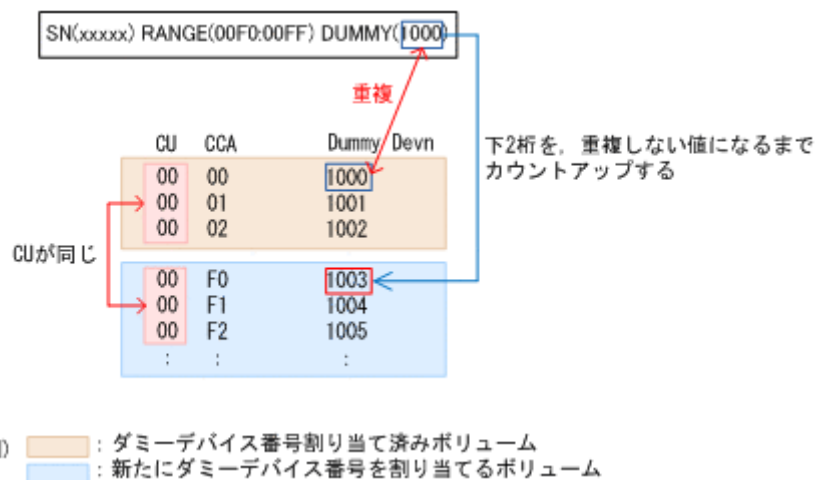 SN(xxxxx) RANGE(00F0:00FF) DUMMY(1000)
重複
CU CCA Dummy Devn
00 00 1000
00 01 1001
00 02 1002
下2桁を，重複しない値になるまで
カウントアップする
CUが同じ
00 F0 1003
00 F1 1004
00 F2 1005
: : :
: ダミーデバイス番号割り当て済みボリューム
: 新たにダミーデバイス番号を割り当てるボリューム